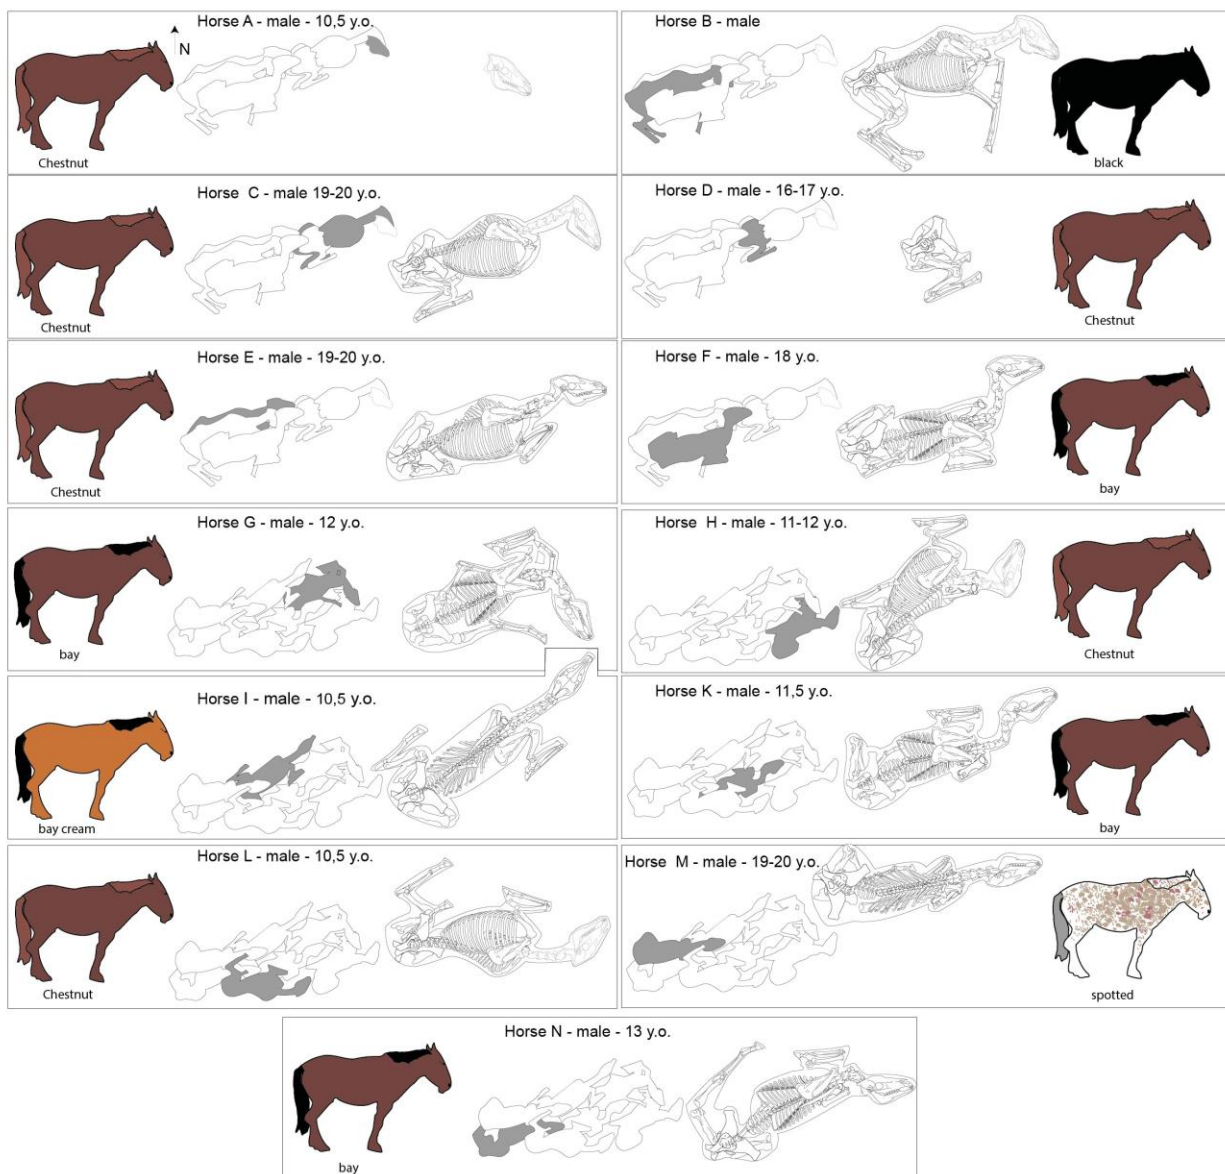 Horse A - male - 10,5 y.o.
N
Chestnut
Horse B - male
black
Horse C - male 19-20 y.o.
Chestnut
Horse D - male - 16-17 y.o.
Chestnut
Horse E - male - 19-20 y.o.
Chestnut
Horse F - male - 18 y.o.
bay
Horse G - male - 12 y.o.
bay
Horse H - male - 11-12 y.o.
Chestnut
Horse I - male - 10,5 y.o.
bay cream
Horse K - male - 11,5 y.o.
bay
Horse L - male - 10,5 y.o.
Chestnut
Horse M - male - 19-20 y.o.
spotted
Horse N - male - 13 y.o.
bay